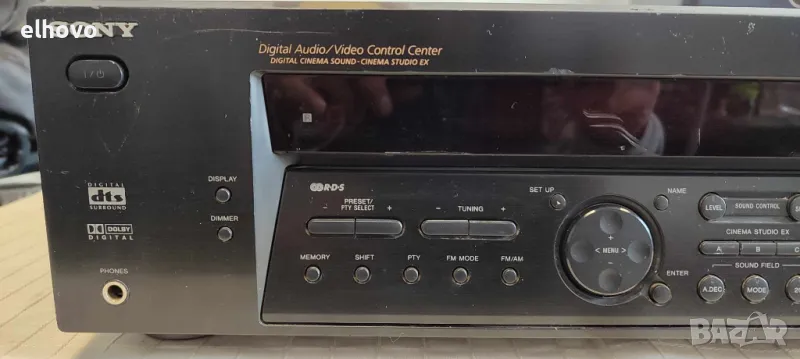 elhovo
SONY
Digital Audio/Video Control Center
DIGITAL CINEMA SOUND-CINEMA STUDIO EX
I/⏻
DISPLAY
DIMMER
DIGITAL
dts
SURROUND
DOLBY
DIGITAL
PHONES
R·D·S
PRESET/
- PTY SELECT +
- TUNING +
MEMORY SHIFT PTY FM MODE FM/AM
SET UP
NAME
+
< MENU >
-
ENTER
LEVEL SOUND CONTROL
CINEMA STUDIO EX
A B C
SOUND FIELD
A.DEC MODE
BAZAR